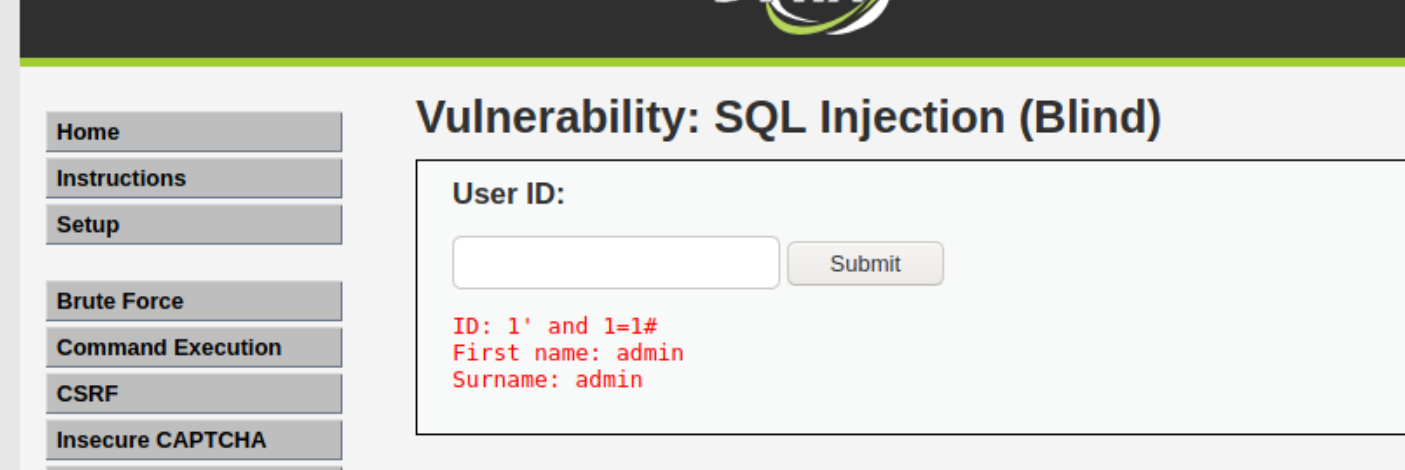 Vulnerability: SQL Injection (Blind)
Home
Instructions
Setup
Brute Force
Command Execution
CSRF
Insecure CAPTCHA
User ID:
Submit
ID: 1' and 1=1#
First name: admin
Surname: admin